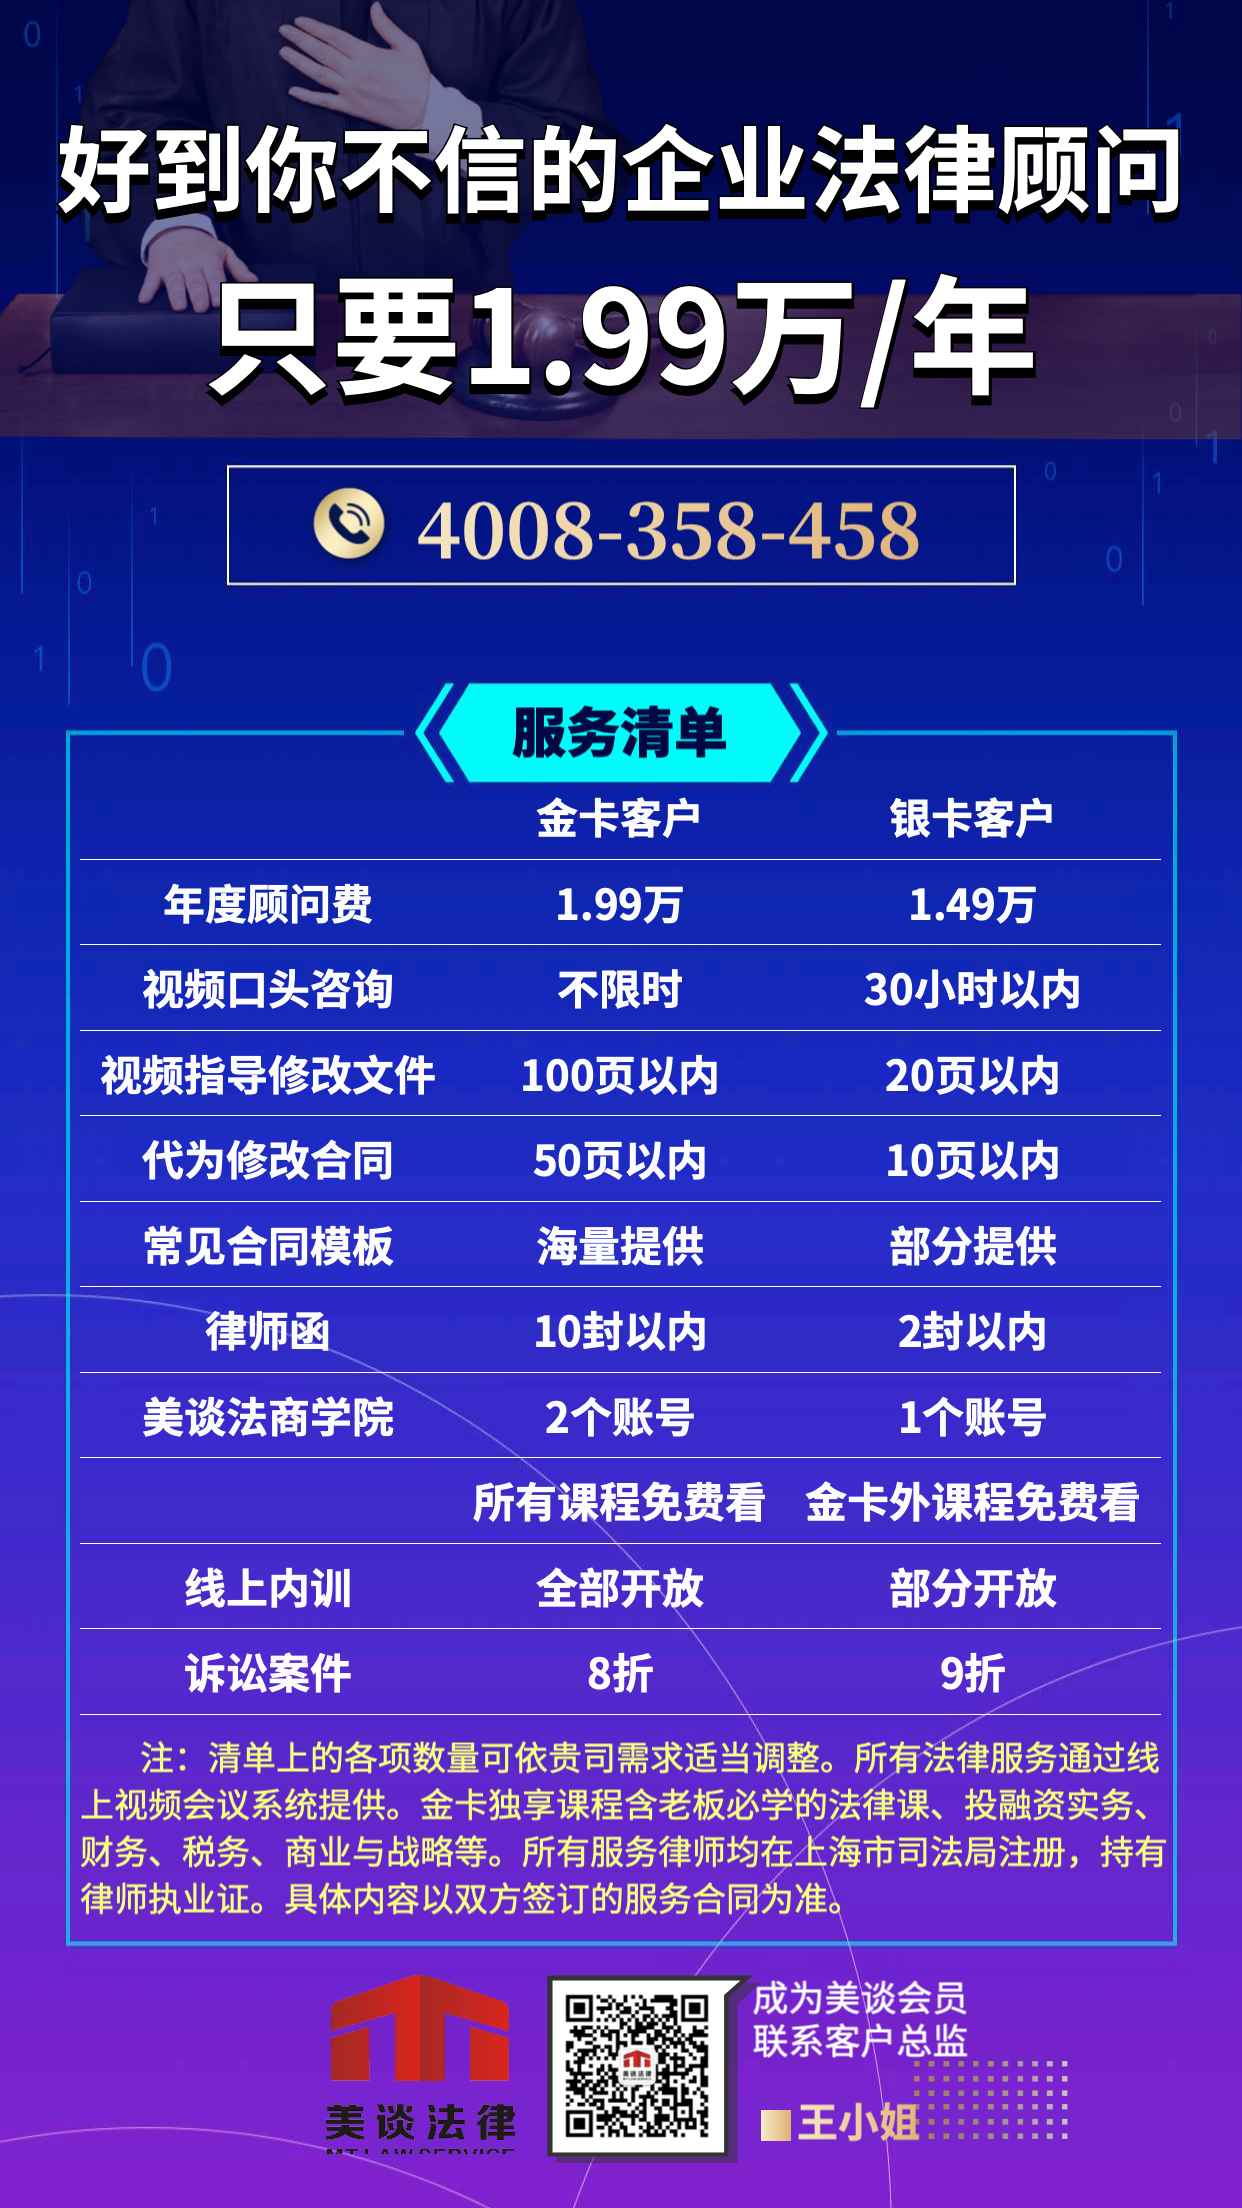 好到你不信的企业法律顾问
只要1.99万/年
4008-358-458
服务清单
金卡客户 银卡客户
年度顾问费 1.99万 1.49万
视频口头咨询 不限时 30小时以内
视频指导修改文件 100页以内 20页以内
代为修改合同 50页以内 10页以内
常见合同模板 海量提供 部分提供
律师函 10封以内 2封以内
美谈法商学院 2个账号 1个账号
所有课程免费看 金卡外课程免费看
线上内训 全部开放 部分开放
诉讼案件 8折 9折
注：清单上的各项数量可依贵司需求适当调整。所有法律服务通过线
上视频会议系统提供。金卡独享课程含老板必学的法律课、投融资实务、
财务、税务、商业与战略等。所有服务律师均在上海市司法局注册，持有
律师执业证。具体内容以双方签订的服务合同为准。
成为美谈会员
联系客户总监
王小姐
美谈法律
MT LAW SERVICE
美谈法律